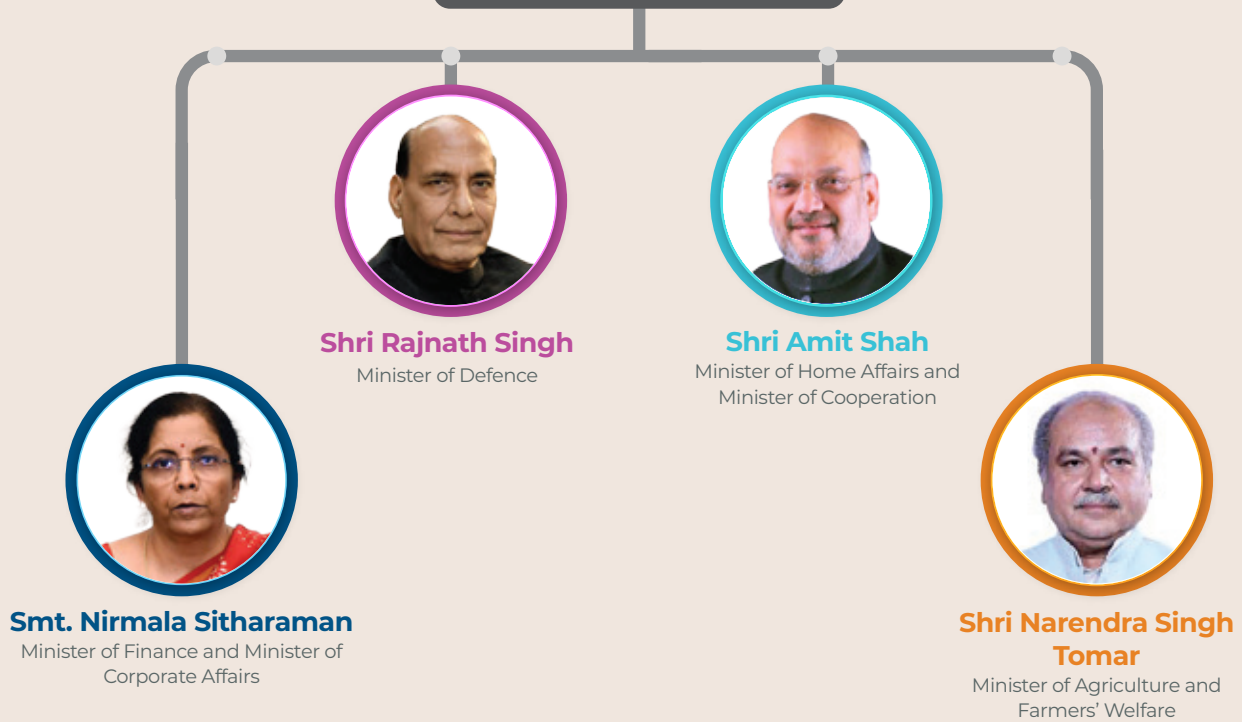 Shri Rajnath Singh
Minister of Defence
Shri Amit Shah
Minister of Home Affairs and
Minister of Cooperation
Smt. Nirmala Sitharaman
Minister of Finance and Minister of
Corporate Affairs
Shri Narendra Singh
Tomar
Minister of Agriculture and
Farmers’ Welfare